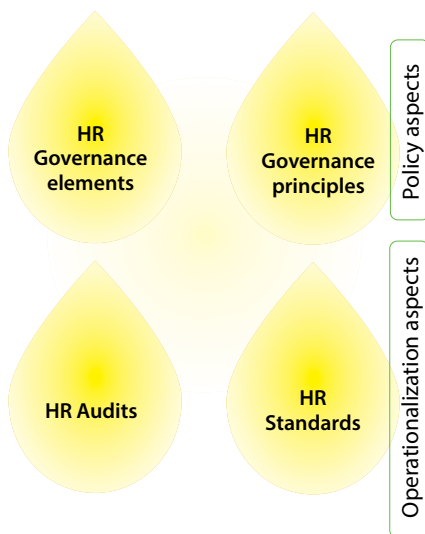 HR
Governance
elements
HR
Governance
principles
Policy aspects
HR Audits
HR
Standards
Operationalization aspects